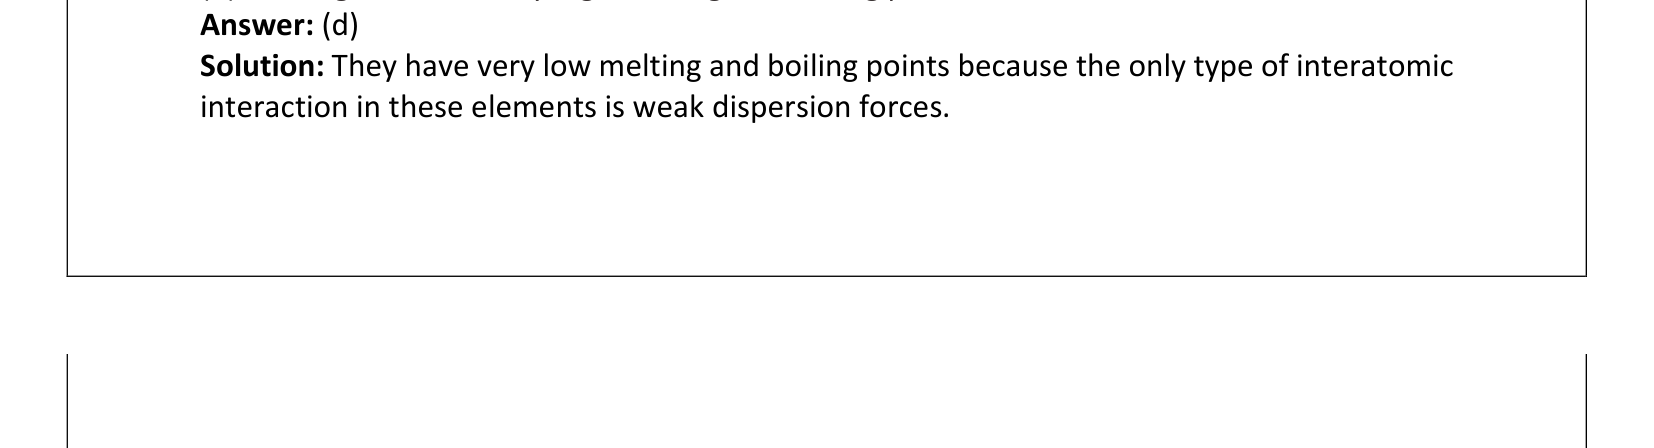 Answer: (d)
Solution: They have very low melting and boiling points because the only type of interatomic
interaction in these elements is weak dispersion forces.